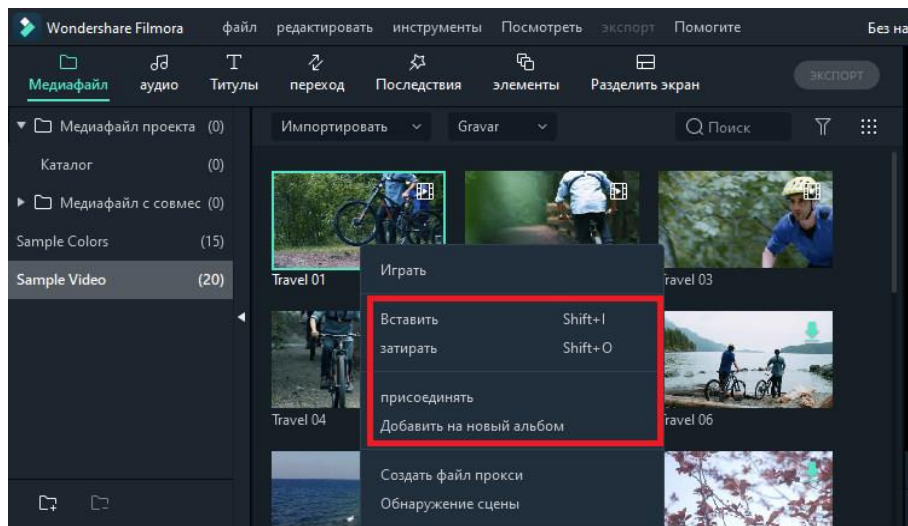 Wondershare Filmora файл редактировать инструменты Посмотреть экспорт Помогите Без на
Медиафайл аудио Титулы переход Последствия элементы Разделить экран ЭКСПОРТ
Медиафайл проекта (0) Импортировать Gravar Поиск
Каталог (0)
Медиафайл с совмес (0)
Sample Colors (15)
Sample Video (20)
Travel 01 ravel 03
Играть
Вставить Shift+I
затирать Shift+O
присоединять
Travel 04 ravel 06
Добавить на новый альбом
Создать файл прокси
Обнаружение сцены